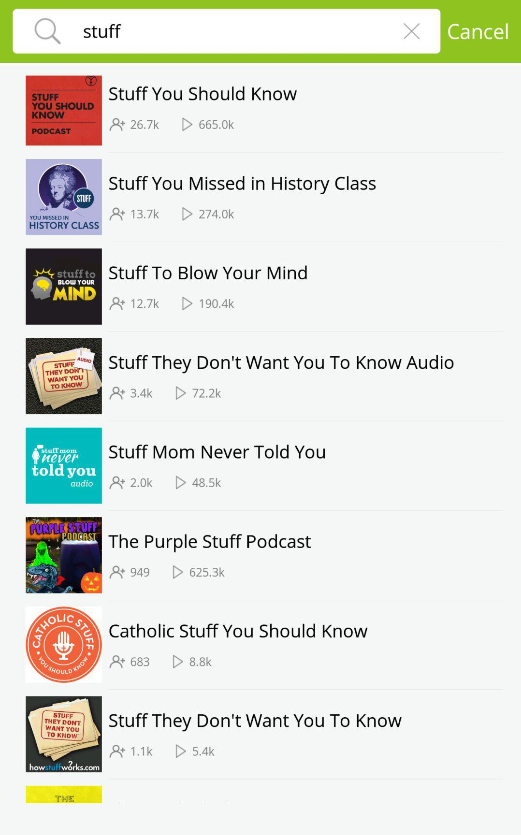 stuff
Cancel
STUFF
YOU SHOULD
KNOW
PODCAST
Stuff You Should Know
26.7k 665.0k
STUFF
YOU MISSED IN
HISTORY CLASS
Stuff You Missed in History Class
13.7k 274.0k
stuff to
BLOW YOUR
MIND
Stuff To Blow Your Mind
12.7k 190.4k
AUDIO
STUFF
THEY DON'T
WANT YOU
TO KNOW
Stuff They Don't Want You To Know Audio
3.4k 72.2k
stuff mom
never
told you
audio
Stuff Mom Never Told You
2.0k 48.5k
THE
PURPLE STUFF
PODCAST
The Purple Stuff Podcast
949 625.3k
CATHOLIC STUFF
YOU SHOULD KNOW
Catholic Stuff You Should Know
683 8.8k
STUFF
THEY DON'T
WANT YOU
TO KNOW
howstuffworks.com
Stuff They Don't Want You To Know
1.1k 5.4k
THE